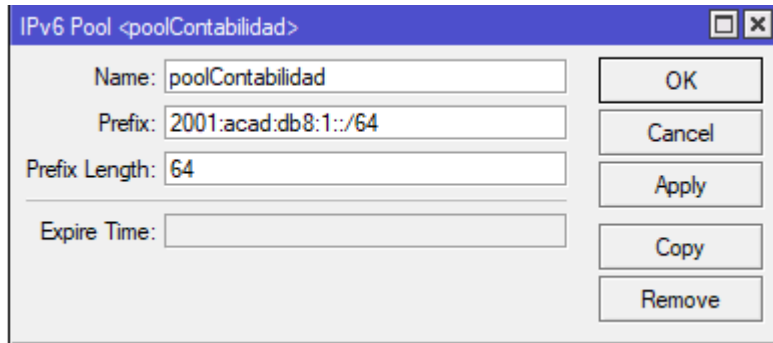 IPv6 Pool <poolContabilidad>
Name: poolContabilidad
OK
Prefix: 2001:acad:db8:1::/64
Cancel
Prefix Length: 64
Apply
Expire Time:
Copy
Remove